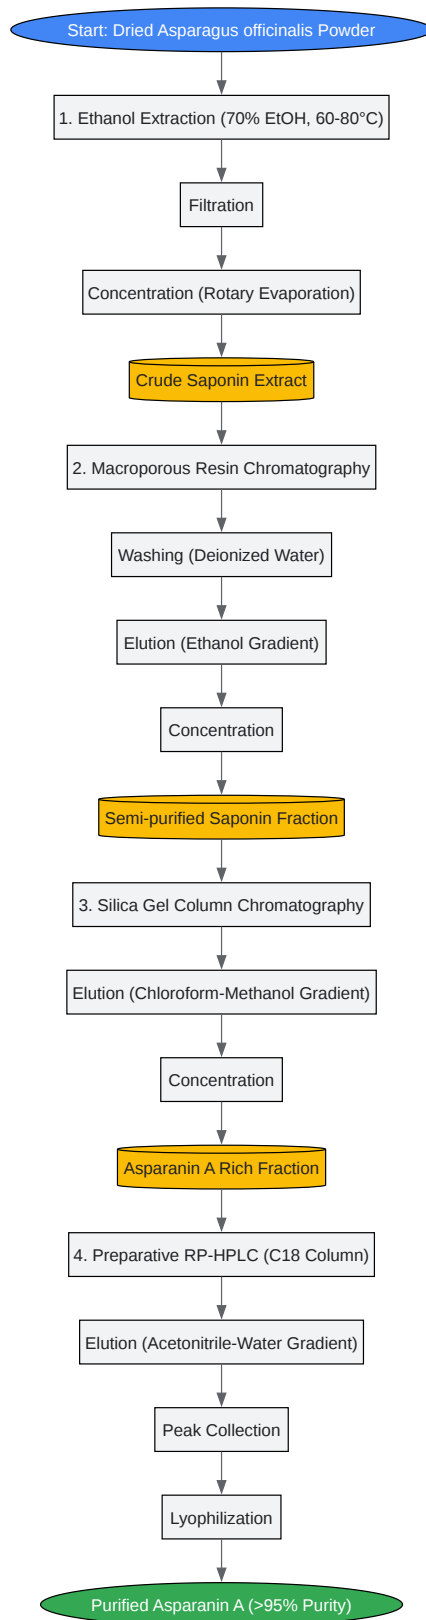 Start: Dried Asparagus officinalis Powder
1. Ethanol Extraction (70% EtOH, 60-80°C)
Filtration
Concentration (Rotary Evaporation)
Crude Saponin Extract
2. Macroporous Resin Chromatography
Washing (Deionized Water)
Elution (Ethanol Gradient)
Concentration
Semi-purified Saponin Fraction
3. Silica Gel Column Chromatography
Elution (Chloroform-Methanol Gradient)
Concentration
Asparanin A Rich Fraction
4. Preparative RP-HPLC (C18 Column)
Elution (Acetonitrile-Water Gradient)
Peak Collection
Lyophilization
Purified Asparanin A (>95% Purity)